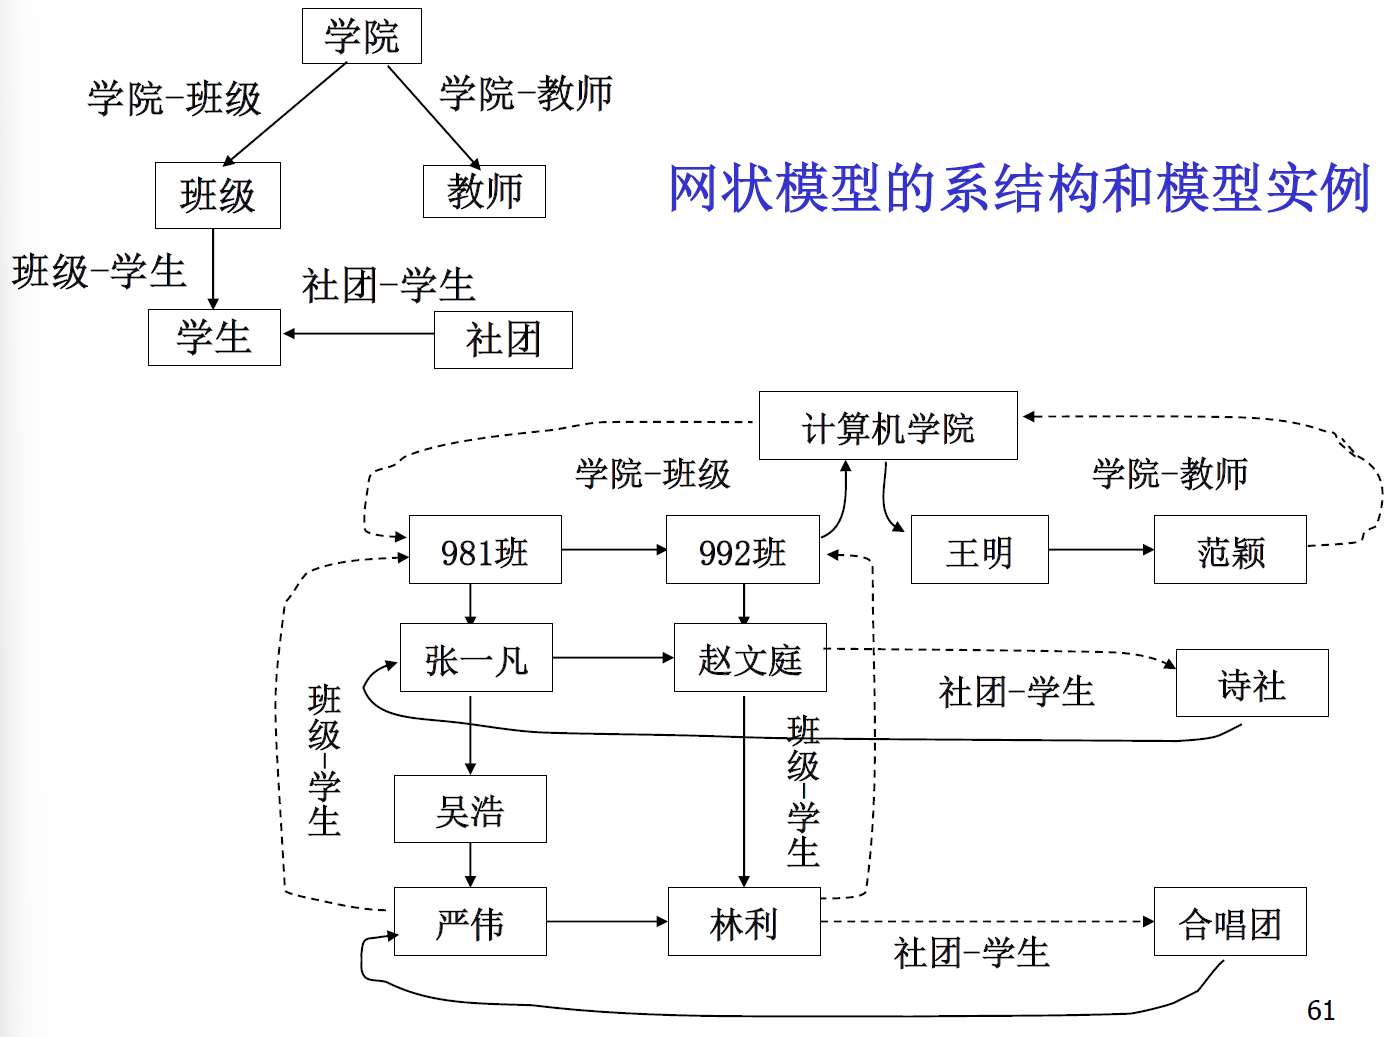 学院
学院-班级
学院-教师
班级
教师
网状模型的系结构和模型实例
班级-学生
社团-学生
学生
社团
计算机学院
学院-班级
学院-教师
981班
992班
王明
范颖
张一凡
赵文庭
社团-学生
诗社
班级-学生
班级-学生
吴浩
严伟
林利
合唱团
社团-学生
61